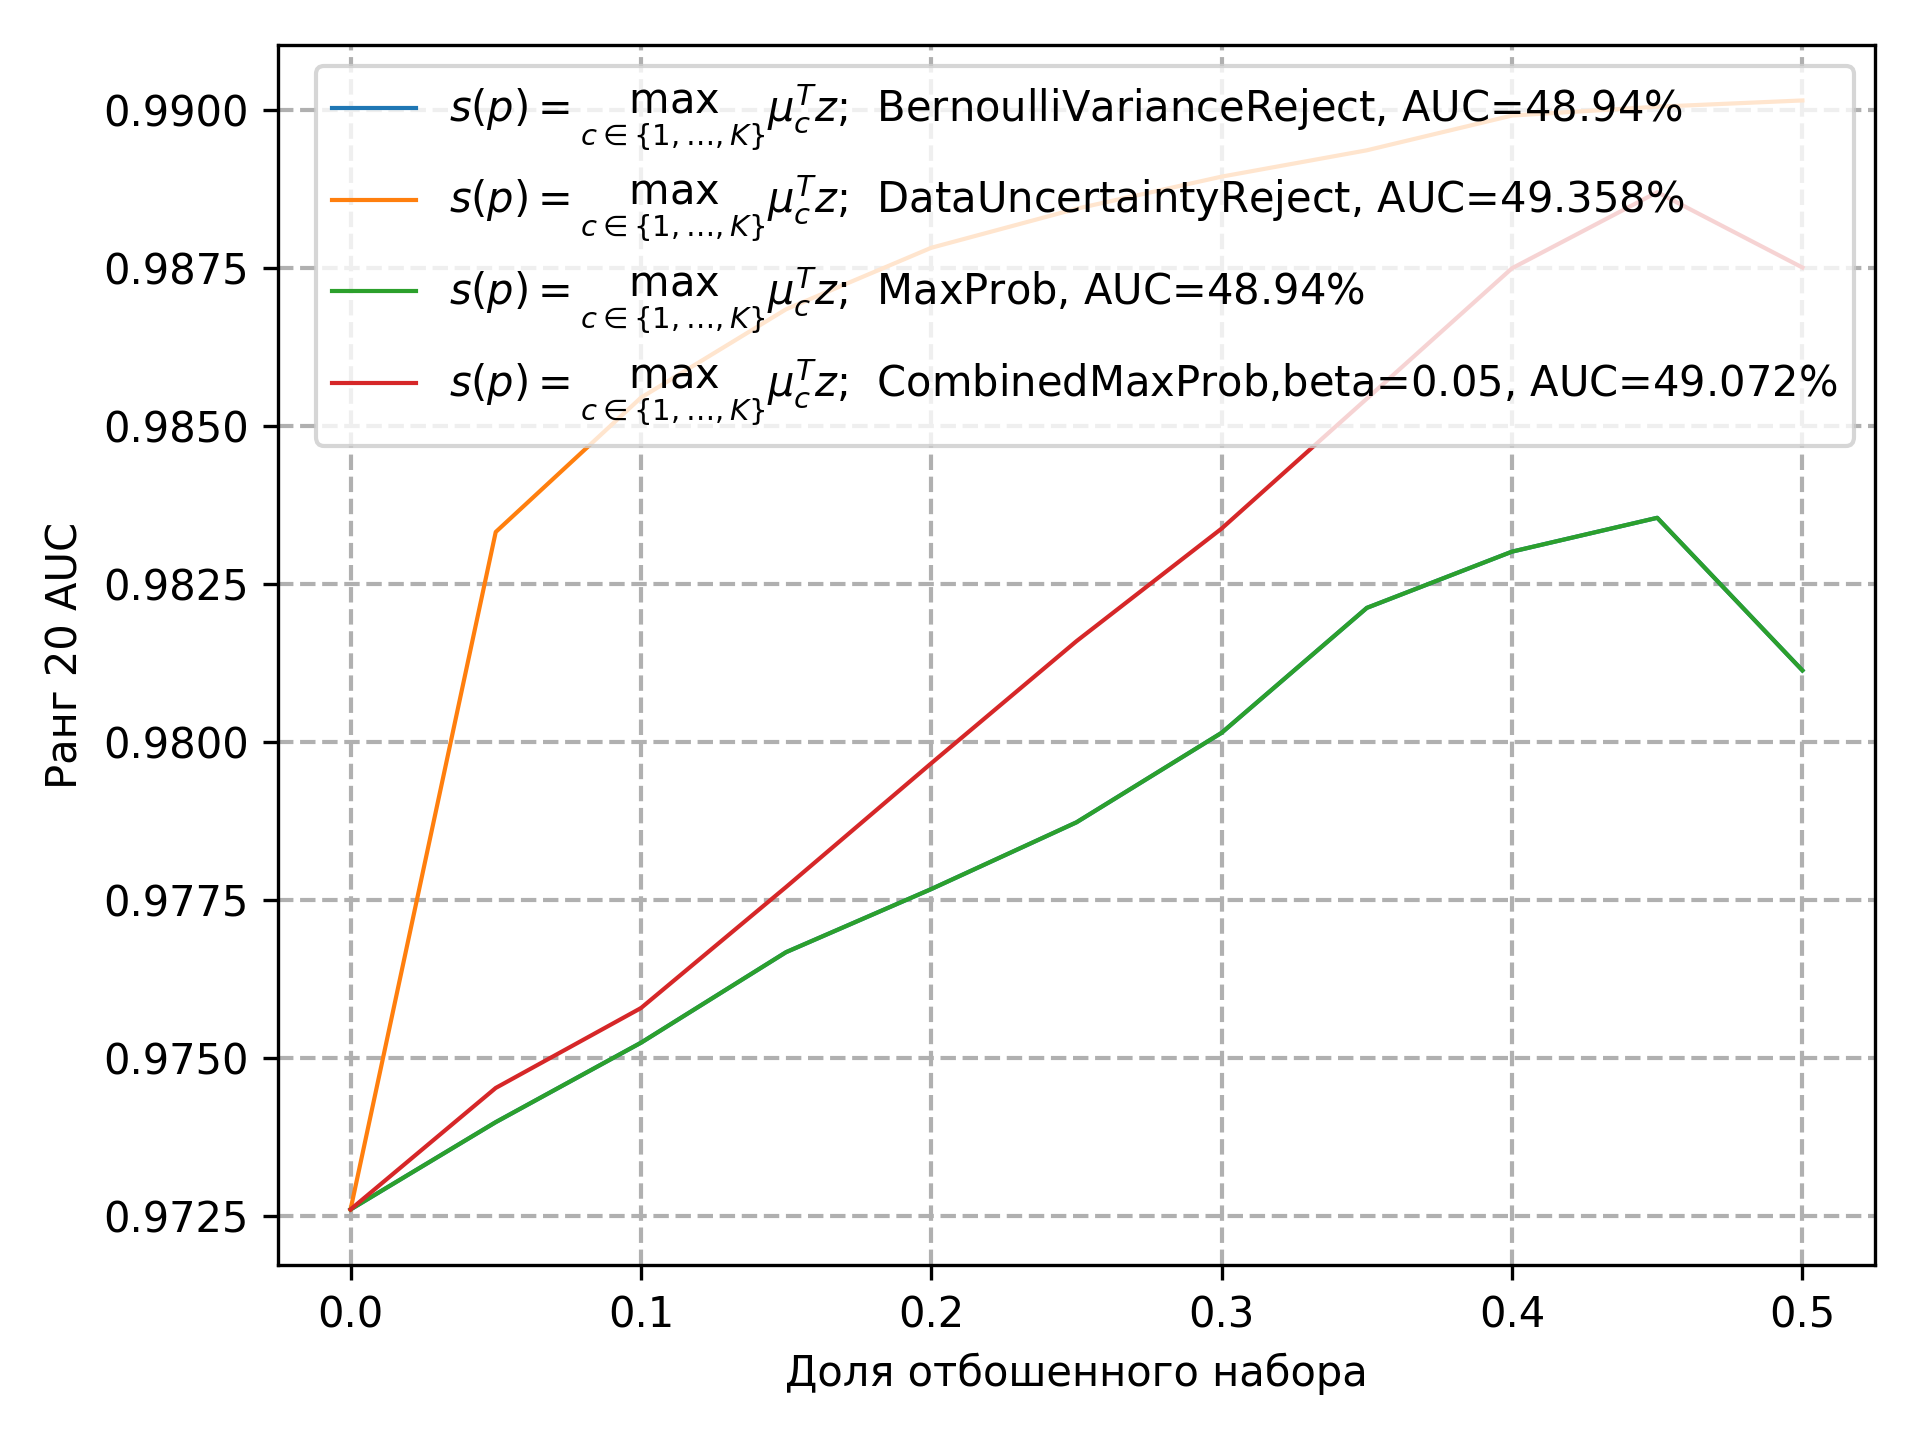 s(p) = max μ_c^T z; BernoulliVarianceReject, AUC=48.94%
c ∈ {1, ..., K}
s(p) = max μ_c^T z; DataUncertaintyReject, AUC=49.358%
c ∈ {1, ..., K}
s(p) = max μ_c^T z; MaxProb, AUC=48.94%
c ∈ {1, ..., K}
s(p) = max μ_c^T z; CombinedMaxProb,beta=0.05, AUC=49.072%
c ∈ {1, ..., K}
0.9900
0.9875
0.9850
0.9825
0.9800
0.9775
0.9750
0.9725
Ранг 20 AUC
0.0 0.1 0.2 0.3 0.4 0.5
Доля отбошенного набора